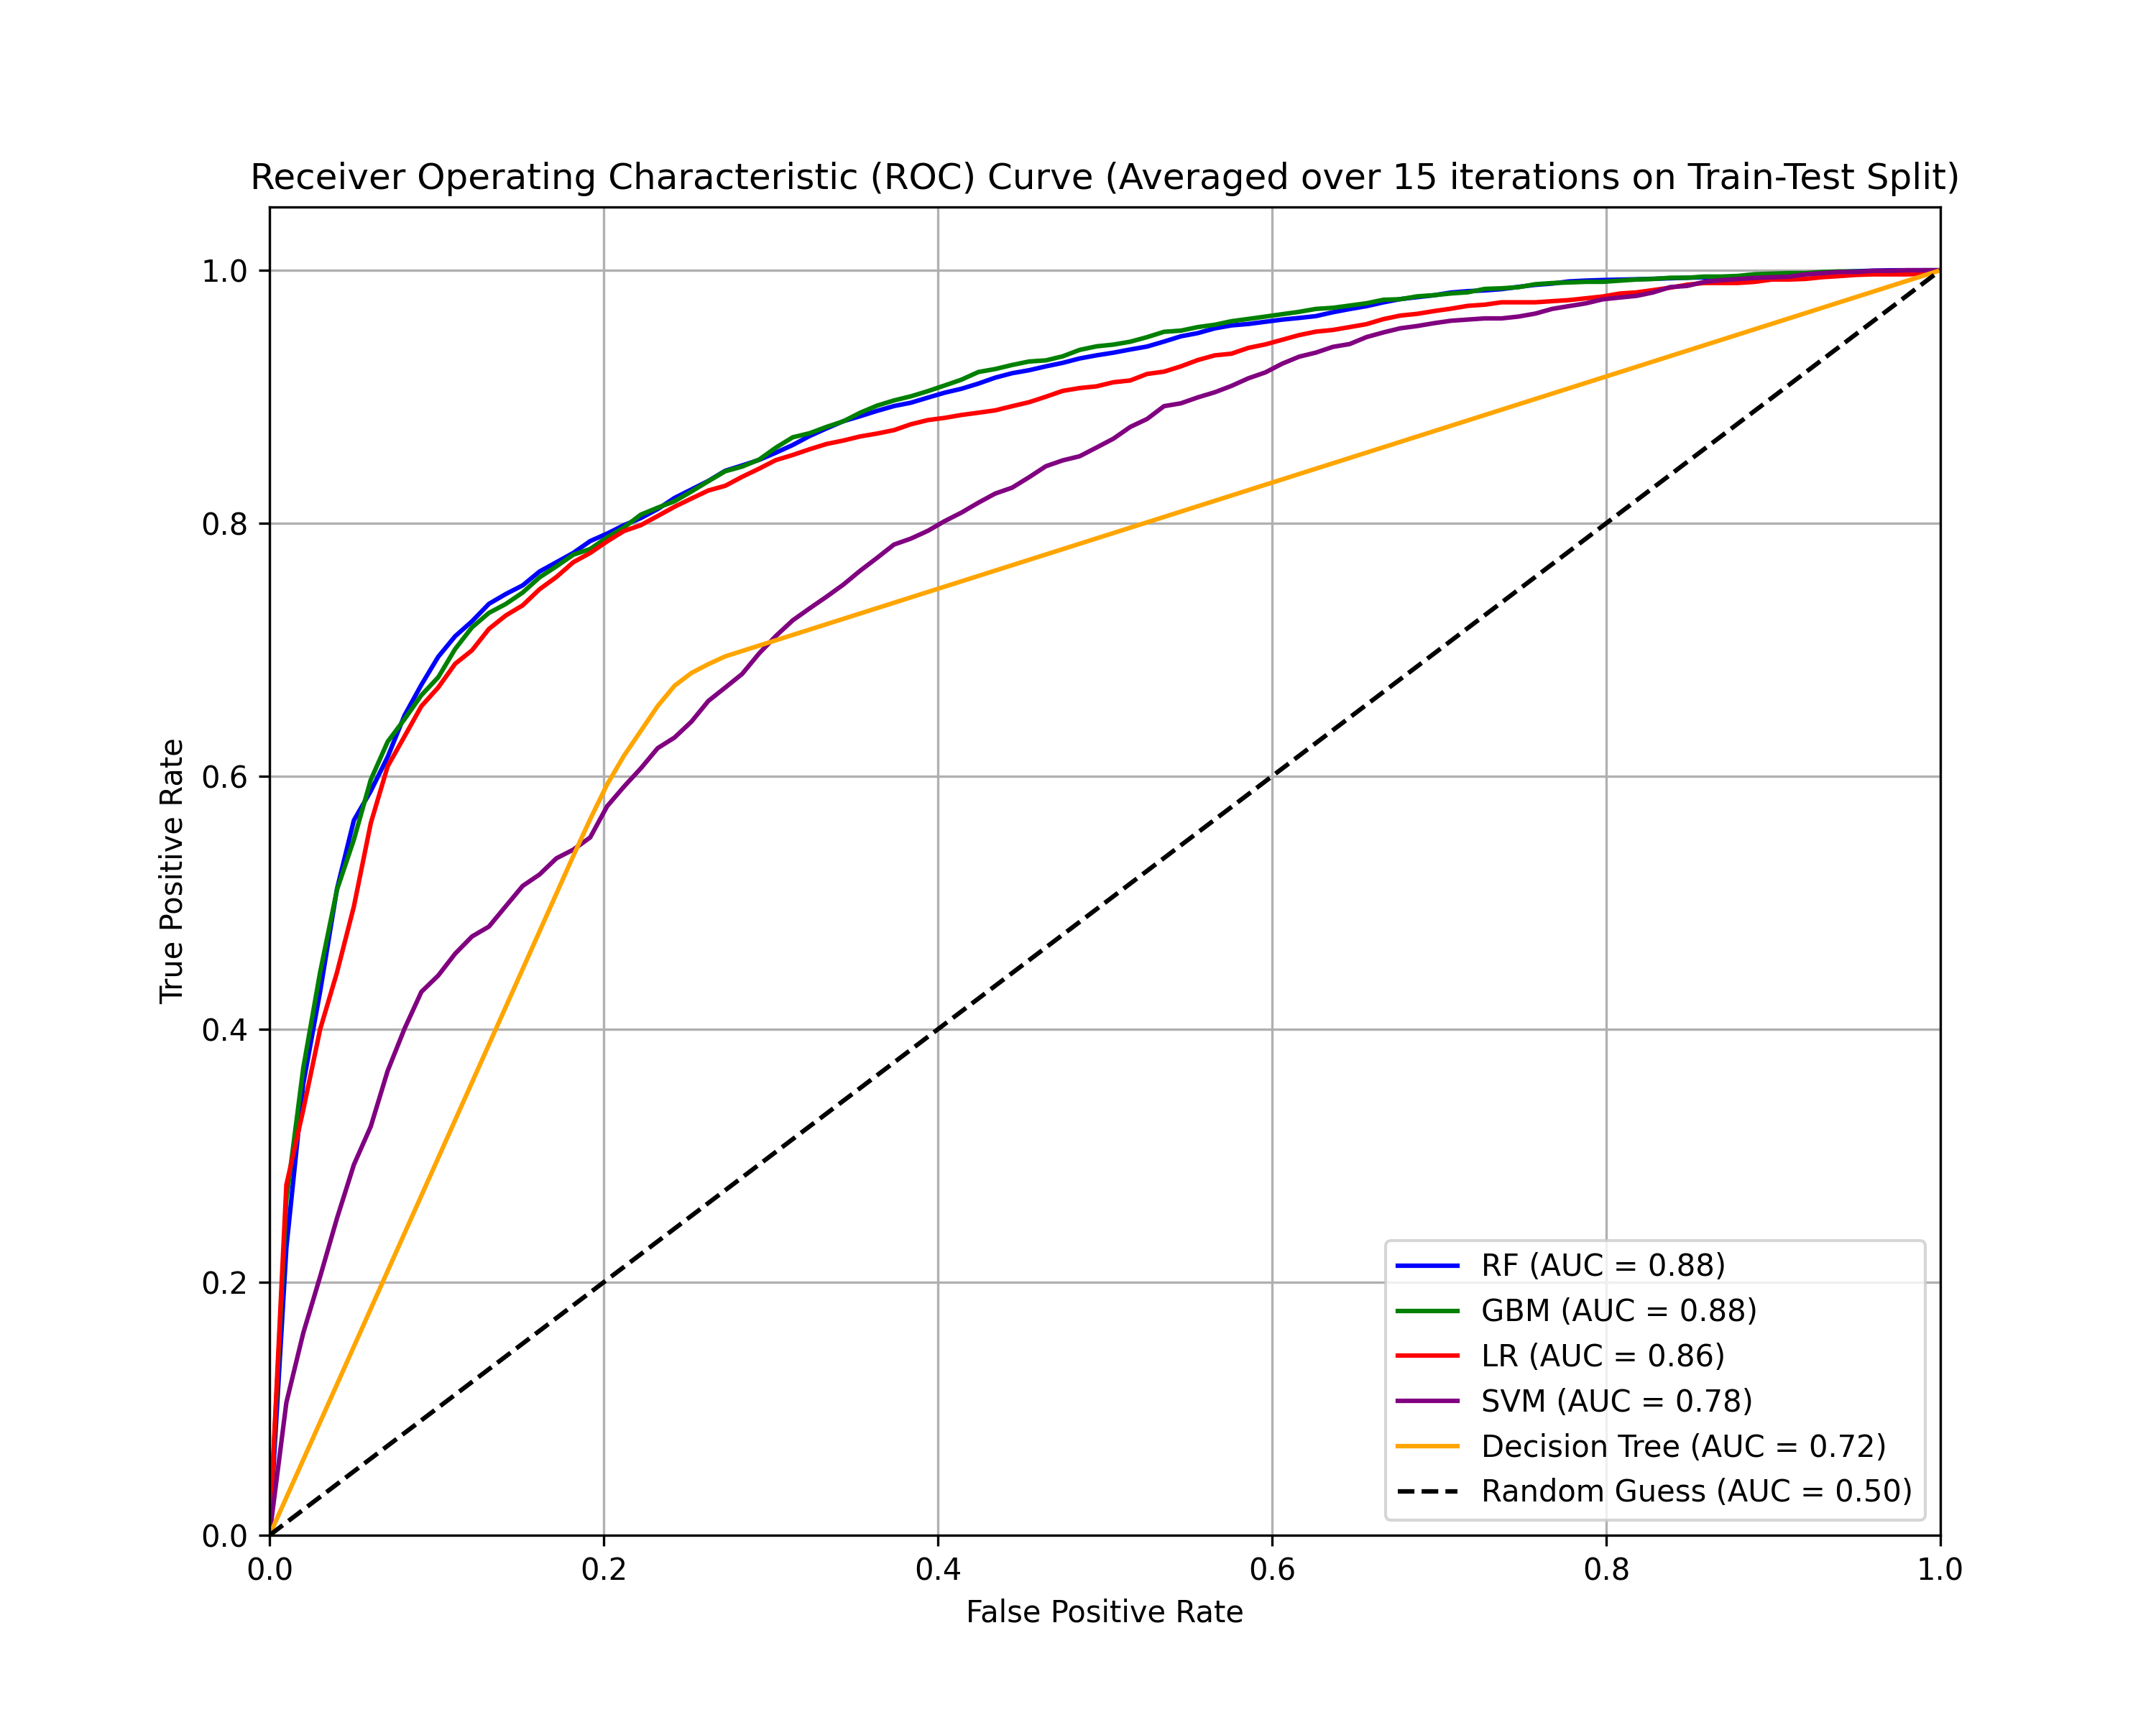 Receiver Operating Characteristic (ROC) Curve (Averaged over 15 iterations on Train-Test Split)
1.0
0.8
0.6
0.4
0.2
0.0
True Positive Rate
0.0 0.2 0.4 0.6 0.8 1.0
False Positive Rate
RF (AUC = 0.88)
GBM (AUC = 0.88)
LR (AUC = 0.86)
SVM (AUC = 0.78)
Decision Tree (AUC = 0.72)
Random Guess (AUC = 0.50)